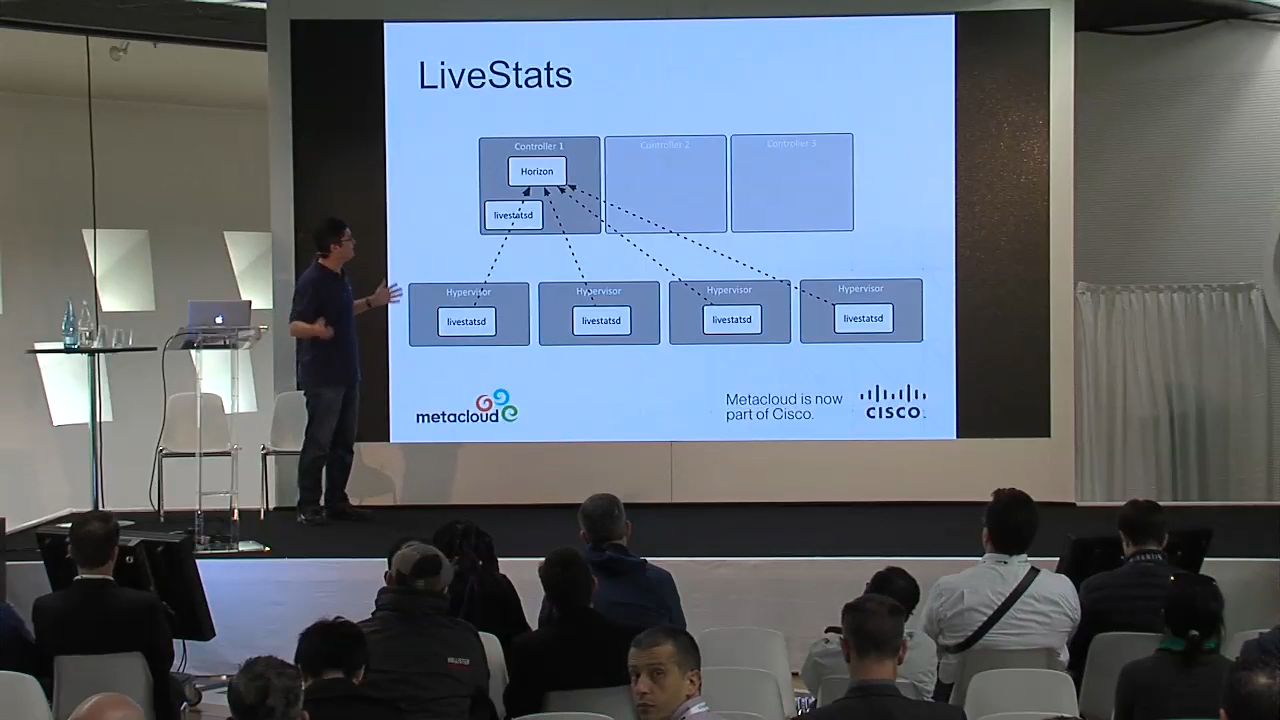 LiveStats
Controller 1
Controller 2
Controller 3
Horizon
livestatsd
Hypervisor
Hypervisor
Hypervisor
Hypervisor
livestatsd
livestatsd
livestatsd
livestatsd
metacloud
Metacloud is now
part of Cisco.
CISCO
HOLLISTER